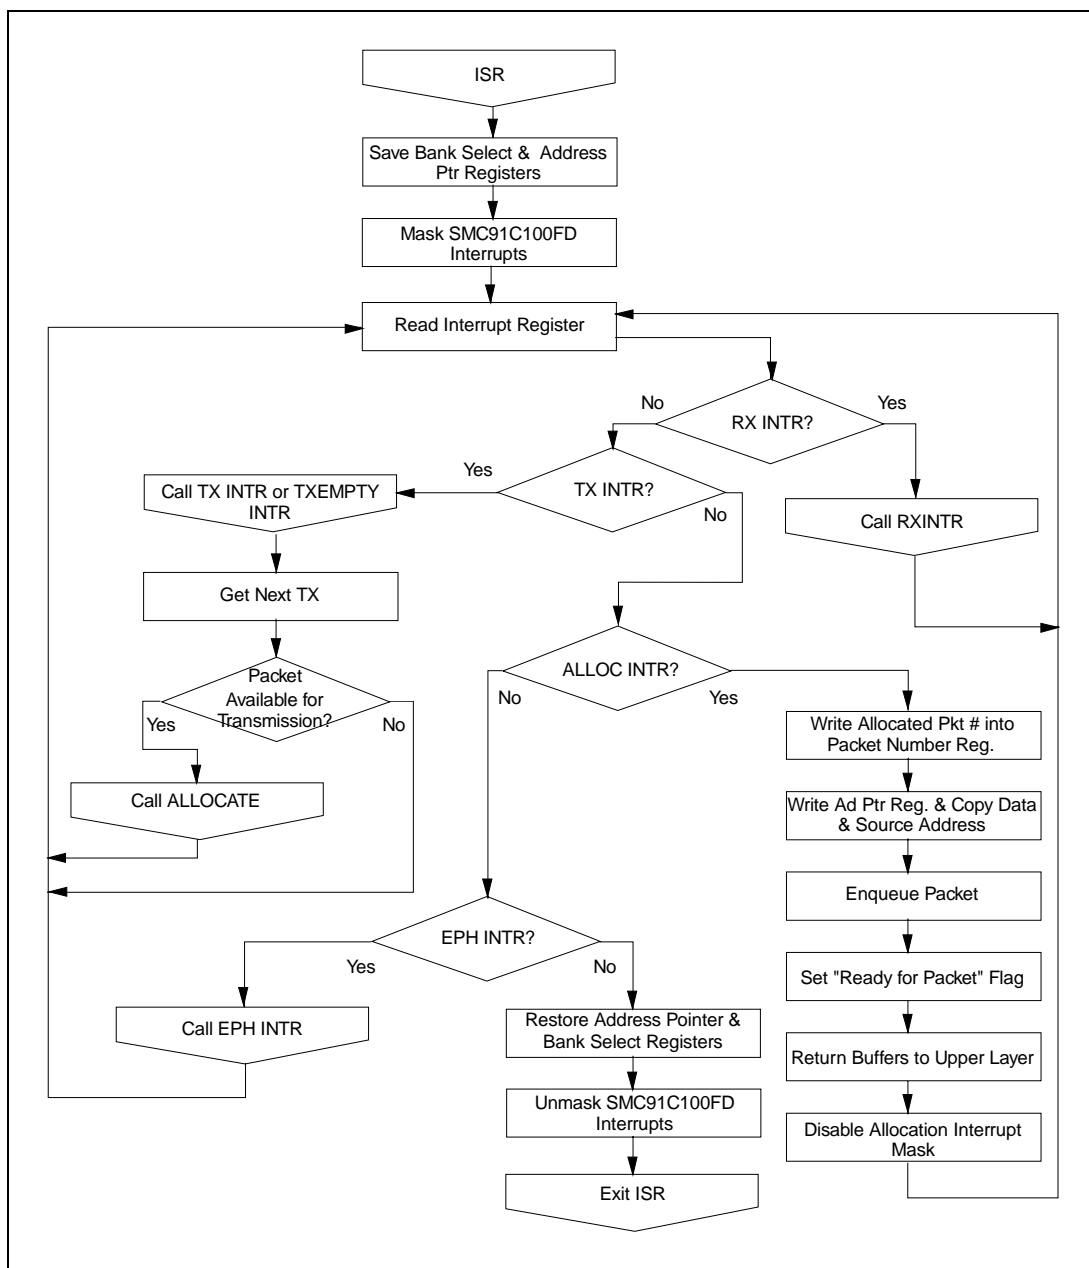 ISR
Save Bank Select & Address
Ptr Registers
Mask SMC91C100FD
Interrupts
Read Interrupt Register
RX INTR?
No
Yes
TX INTR?
Yes
No
Call TX INTR or TXEMPTY
INTR
Call RXINTR
Get Next TX
Packet
Available for
Transmission?
Yes
No
Call ALLOCATE
ALLOC INTR?
No
Yes
Write Allocated Pkt # into
Packet Number Reg.
Write Ad Ptr Reg. & Copy Data
& Source Address
Enqueue Packet
Set "Ready for Packet" Flag
Return Buffers to Upper Layer
Disable Allocation Interrupt
Mask
EPH INTR?
Yes
No
Call EPH INTR
Restore Address Pointer &
Bank Select Registers
Unmask SMC91C100FD
Interrupts
Exit ISR